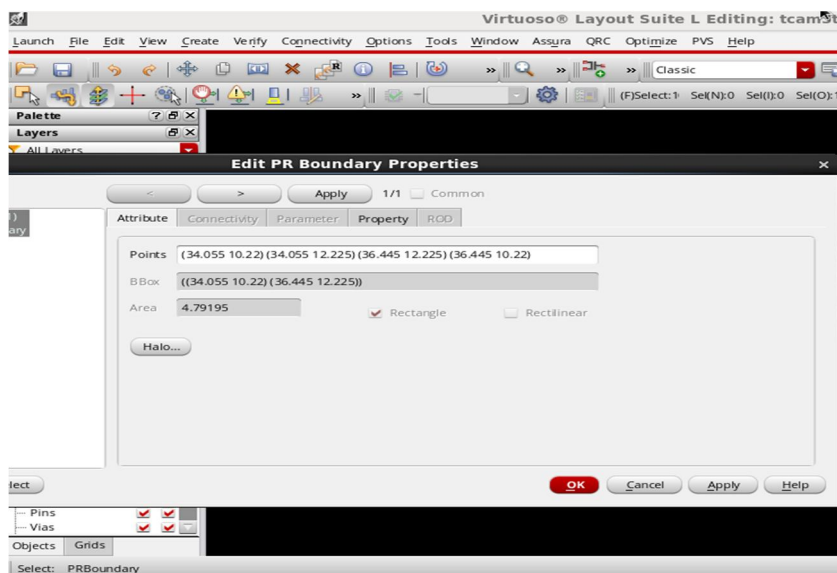 Virtuoso® Layout Suite L Editing: tcam
Launch File Edit View Create Verify Connectivity Options Tools Window Assura QRC Optimize PVS Help
» » » Classic
» (F)Select:1 Sel(N):0 Sel(I):0 Sel(O):1
Palette
Layers
All Layers
Edit PR Boundary Properties
< > Apply 1/1 Common
Attribute Connectivity Parameter Property ROD
Points (34.055 10.22) (34.055 12.225) (36.445 12.225) (36.445 10.22)
BBox ((34.055 10.22) (36.445 12.225))
Area 4.79195 Rectangle Rectilinear
Halo...
OK Cancel Apply Help
Pins
Vias
Objects Grids
Select: PRBoundary